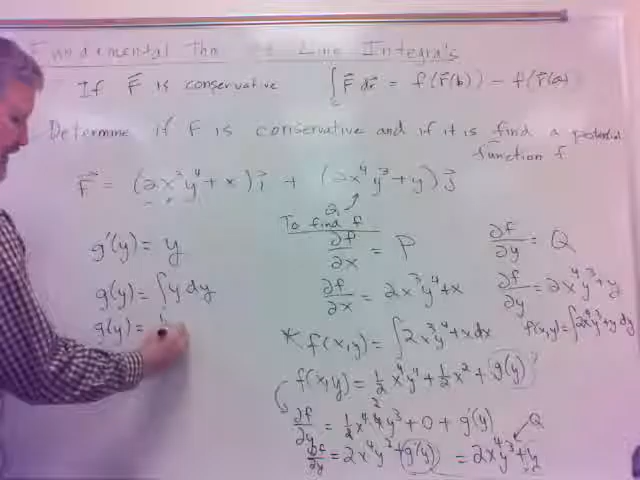 Fundamental Thm of Line Integrals
If F⃗ is conservative ∫_C F⃗·dr⃗ = f(r⃗(b)) - f(r⃗(a))
Determine if F is conservative and if it is find a potential
function f
F⃗ = (2x³y⁴ + x) i⃗ + (2x⁴y³ + y) j⃗
Q
To find f
g'(y) = y
g(y) = ∫ y dy
g(y) =
∂f/∂x = P
∂f/∂x = 2x³y⁴ + x
* f(x,y) = ∫ 2x³y⁴ + x dx
f(x,y) = 1/2 x⁴y⁴ + 1/2 x² + g(y) ?
∂f/∂y = 1/2 x⁴ 4y³ + 0 + g'(y)
∂f/∂y = 2x⁴y³ + g'(y) = 2x⁴y³ + y
Q
∂f/∂y = Q
∂f/∂y = 2x⁴y³ + y
f(x,y) = ∫ 2x⁴y³ + y dy